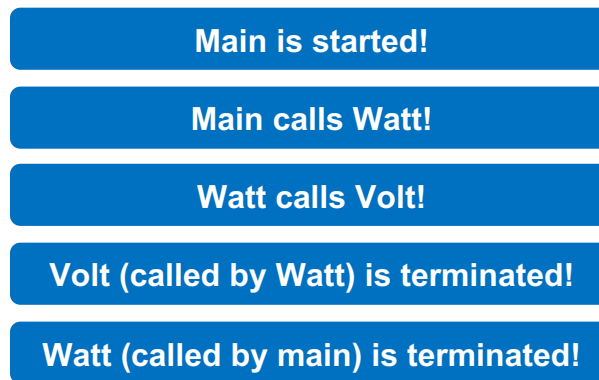 Main is started!
Main calls Watt!
Watt calls Volt!
Volt (called by Watt) is terminated!
Watt (called by main) is terminated!